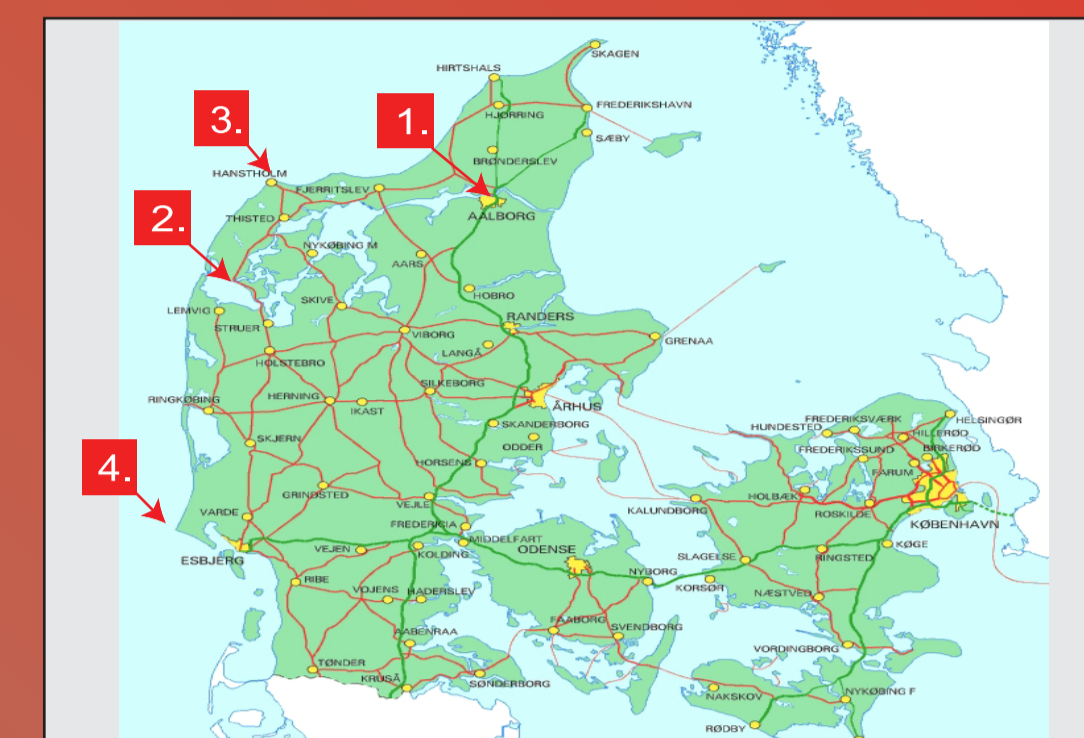 SKAGEN
HIRTSHALS
3.
1.
HJØRRING
FREDERIKSHAVN
SÆBY
BRØNDERSLEV
HANSTHOLM
FJERRITSLEV
2.
THISTED
AALBORG
NYKØBING M
AARS
HOBRO
LEMVIG
SKIVE
STRUER
RANDERS
VIBORG
LANGÅ
GRENAA
HOLSTEBRO
SILKEBORG
RINGKØBING
HERNING
IKAST
ÅRHUS
SKANDERBORG
ODDER
HUNDESTED
FREDERIKSVÆRK
HELSINGØR
HILLERØD
BIRKERØD
FREDERIKSSUND
FARUM
4.
SKJERN
HORSENS
GRINDSTED
VEJLE
HOLBÆK
KALUNDBORG
ROSKILDE
KØBENHAVN
VARDE
FREDERICIA
MIDDELFART
ESBJERG
VEJEN
KOLDING
ODENSE
NYBORG
SLAGELSE
RINGSTED
KØGE
KORSØR
RIBE
VOJENS
HADERSLEV
NÆSTVED
FAABORG
SVENDBORG
AABENRAA
VORDINGBORG
TØNDER
KRUSÅ
SØNDERBORG
NAKSKOV
NYKØBING F
RØDBY